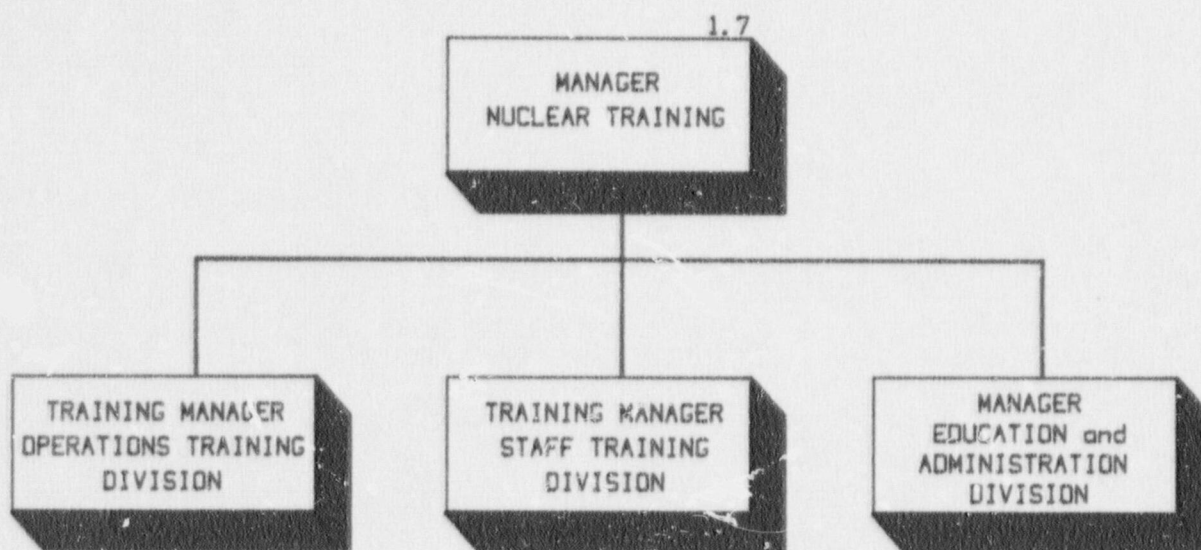 1.7
MANAGER
NUCLEAR TRAINING
TRAINING MANAGER
OPERATIONS TRAINING
DIVISION
TRAINING MANAGER
STAFF TRAINING
DIVISION
MANAGER
EDUCATION and
ADMINISTRATION
DIVISION